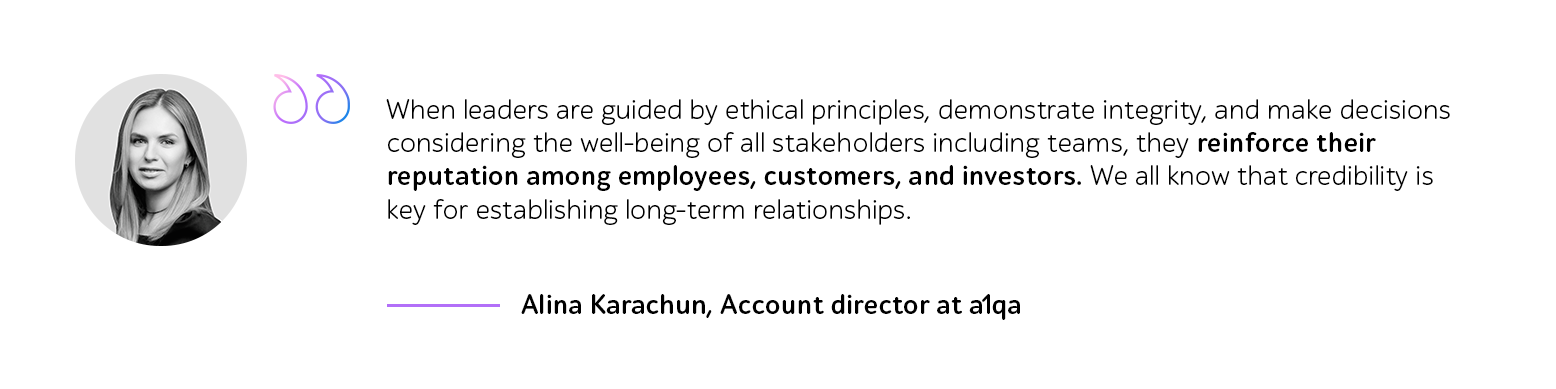 When leaders are guided by ethical principles, demonstrate integrity, and make decisions
considering the well-being of all stakeholders including teams, they reinforce their
reputation among employees, customers, and investors. We all know that credibility is
key for establishing long-term relationships.
Alina Karachun, Account director at a1qa